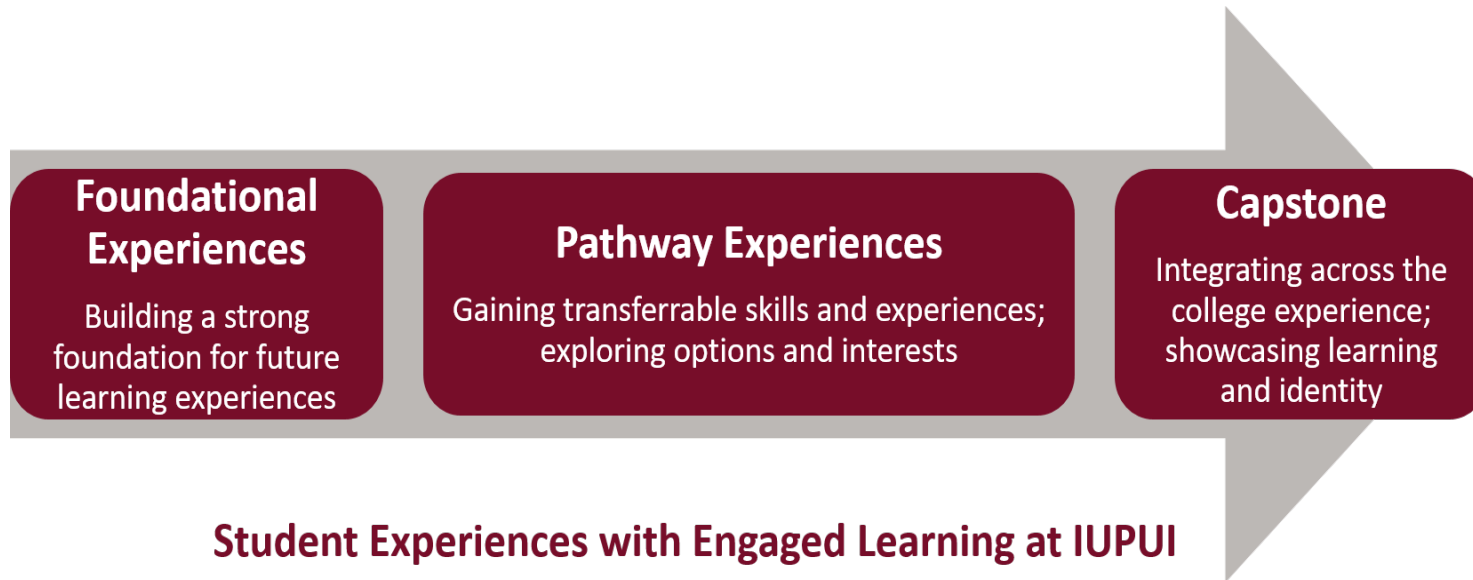 Foundational
Experiences
Building a strong
foundation for future
learning experiences
Pathway Experiences
Gaining transferrable skills and experiences;
exploring options and interests
Capstone
Integrating across the
college experience;
showcasing learning
and identity
Student Experiences with Engaged Learning at IUPUI